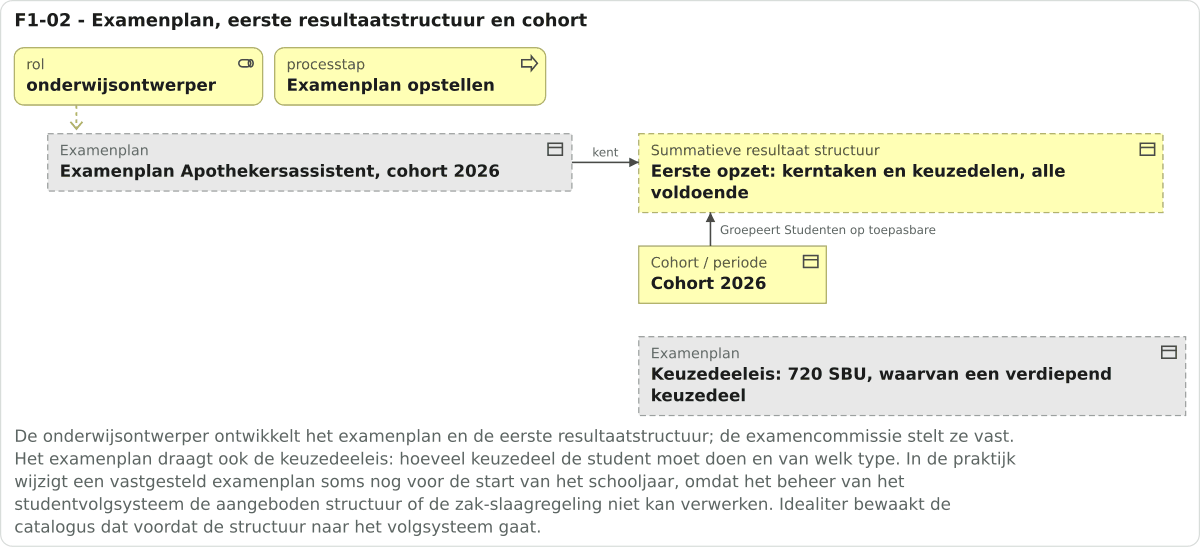 F1-02 - Examenplan, eerste resultaatstructuur en cohort
rol
onderwijsontwerper
processtap
Examenplan opstellen
Examenplan
Examenplan Apothekersassistent, cohort 2026
kent
Summatieve resultaat structuur
Eerste opzet: kerntaken en keuzedelen, alle
voldoende
Groepeert Studenten op toepasbare
Cohort / periode
Cohort 2026
Examenplan
Keuzedeeleis: 720 SBU, waarvan een verdiepend
keuzedeel
De onderwijsontwerper ontwikkelt het examenplan en de eerste resultaatstructuur; de examencommissie stelt ze vast.
Het examenplan draagt ook de keuzedeeleis: hoeveel keuzedeel de student moet doen en van welk type. In de praktijk
wijzigt een vastgesteld examenplan soms nog voor de start van het schooljaar, omdat het beheer van het
studentvolgsysteem de aangeboden structuur of de zak-slaagregeling niet kan verwerken. Idealiter bewaakt de
catalogus dat voordat de structuur naar het volgsysteem gaat.